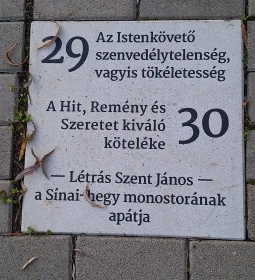 29 Az Istenkövető
szenvedélytelenség,
vagyis tökéletesség
A Hit, Remény és
Szeretet kiváló 30
köteléke
— Létrás Szent János —
a Sínai-hegy monostorának
apátja